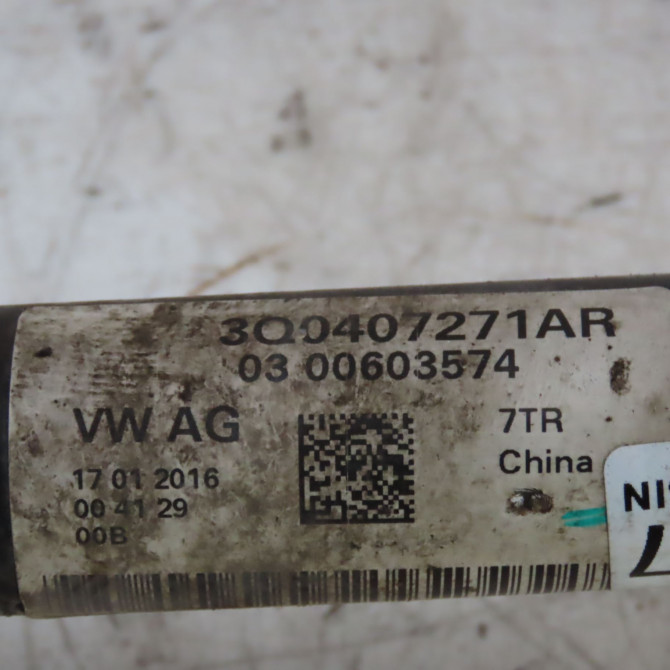 3Q0407271AR
03 00603574
VW AG
7TR
China
17 01 2016
00 41 29
00B